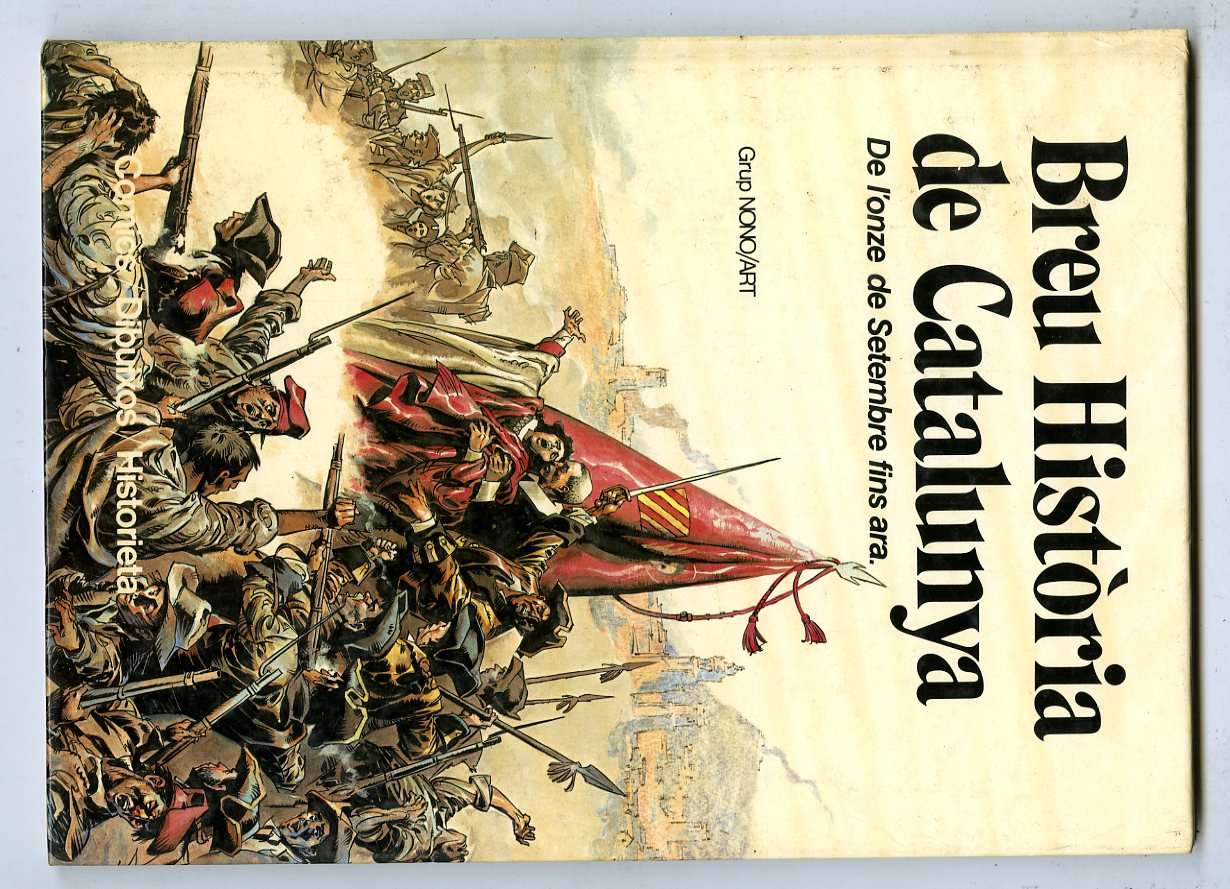 Breu Història
de Catalunya
De l'onze de Setembre fins ara.
Grup NONO/ART
Comics/Dibuixos/Historieta